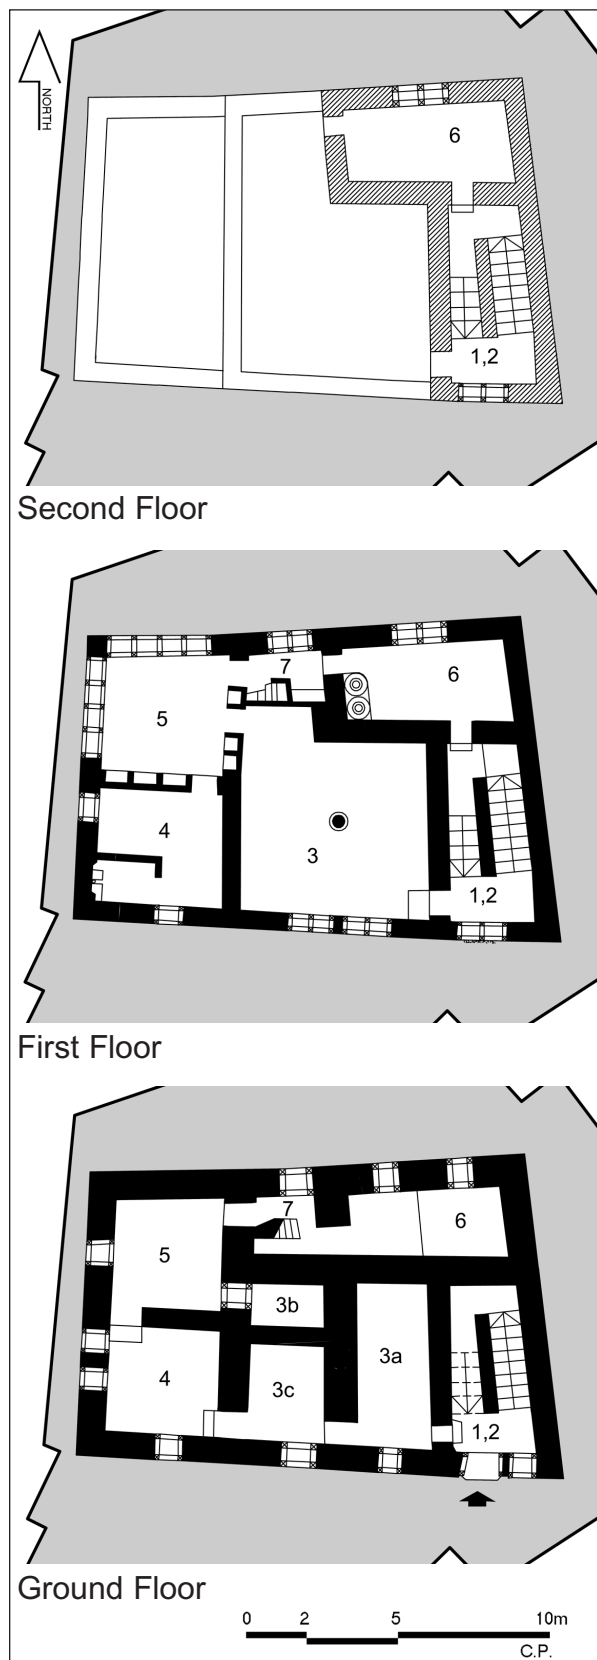 NORTH
6
1,2
Second Floor
7
6
5
4
3
1,2
First Floor
7
6
5
3b
3a
4
3c
1,2
Ground Floor
0 2 5 10m
C.P.